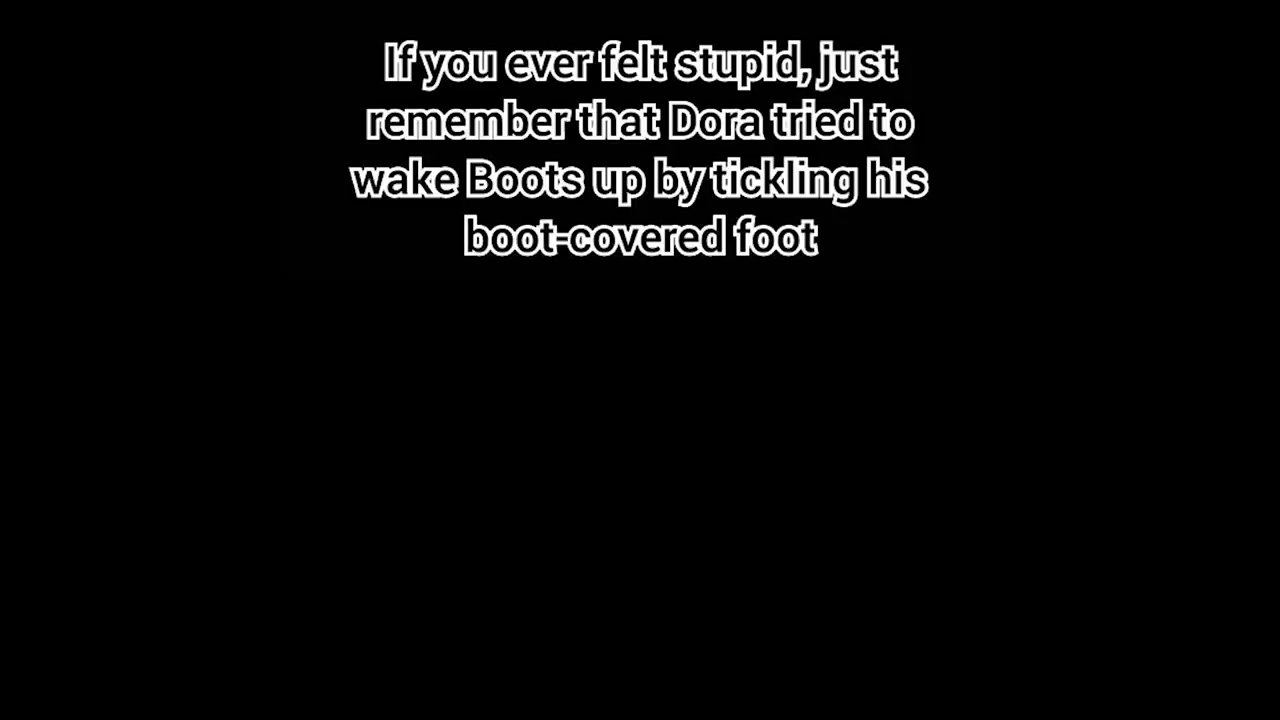 If you ever felt stupid, just
remember that Dora tried to
wake Boots up by tickling his
boot-covered foot